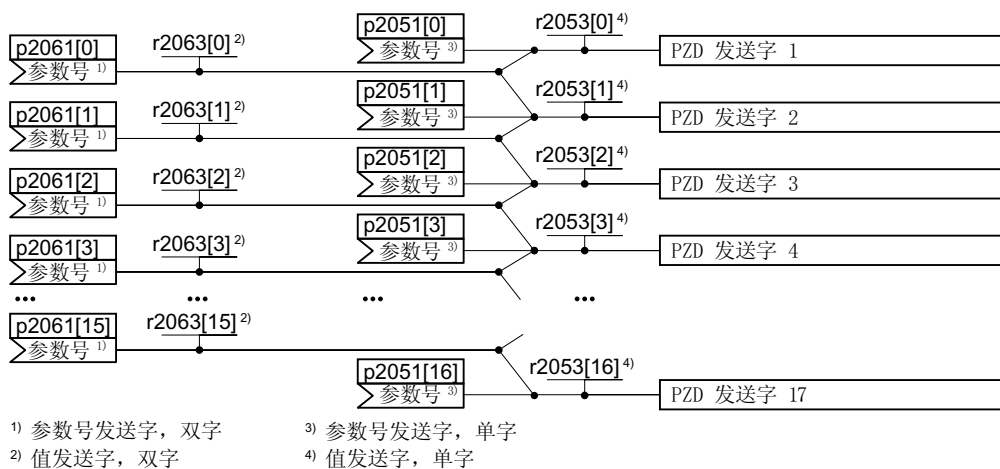 p2051[0] r2053[0] 4)
p2061[0] r2063[0] 2) 参数号 3) PZD 发送字 1
参数号 1)
p2051[1] r2053[1] 4)
p2061[1] r2063[1] 2) 参数号 3) PZD 发送字 2
参数号 1)
p2051[2] r2053[2] 4)
p2061[2] r2063[2] 2) 参数号 3) PZD 发送字 3
参数号 1)
p2051[3] r2053[3] 4)
p2061[3] r2063[3] 2) 参数号 3) PZD 发送字 4
参数号 1)
... ... ... ...
p2061[15] r2063[15] 2)
参数号 1)
p2051[16] r2053[16] 4)
参数号 3) PZD 发送字 17
1) 参数号发送字，双字 3) 参数号发送字，单字
2) 值发送字，双字 4) 值发送字，单字